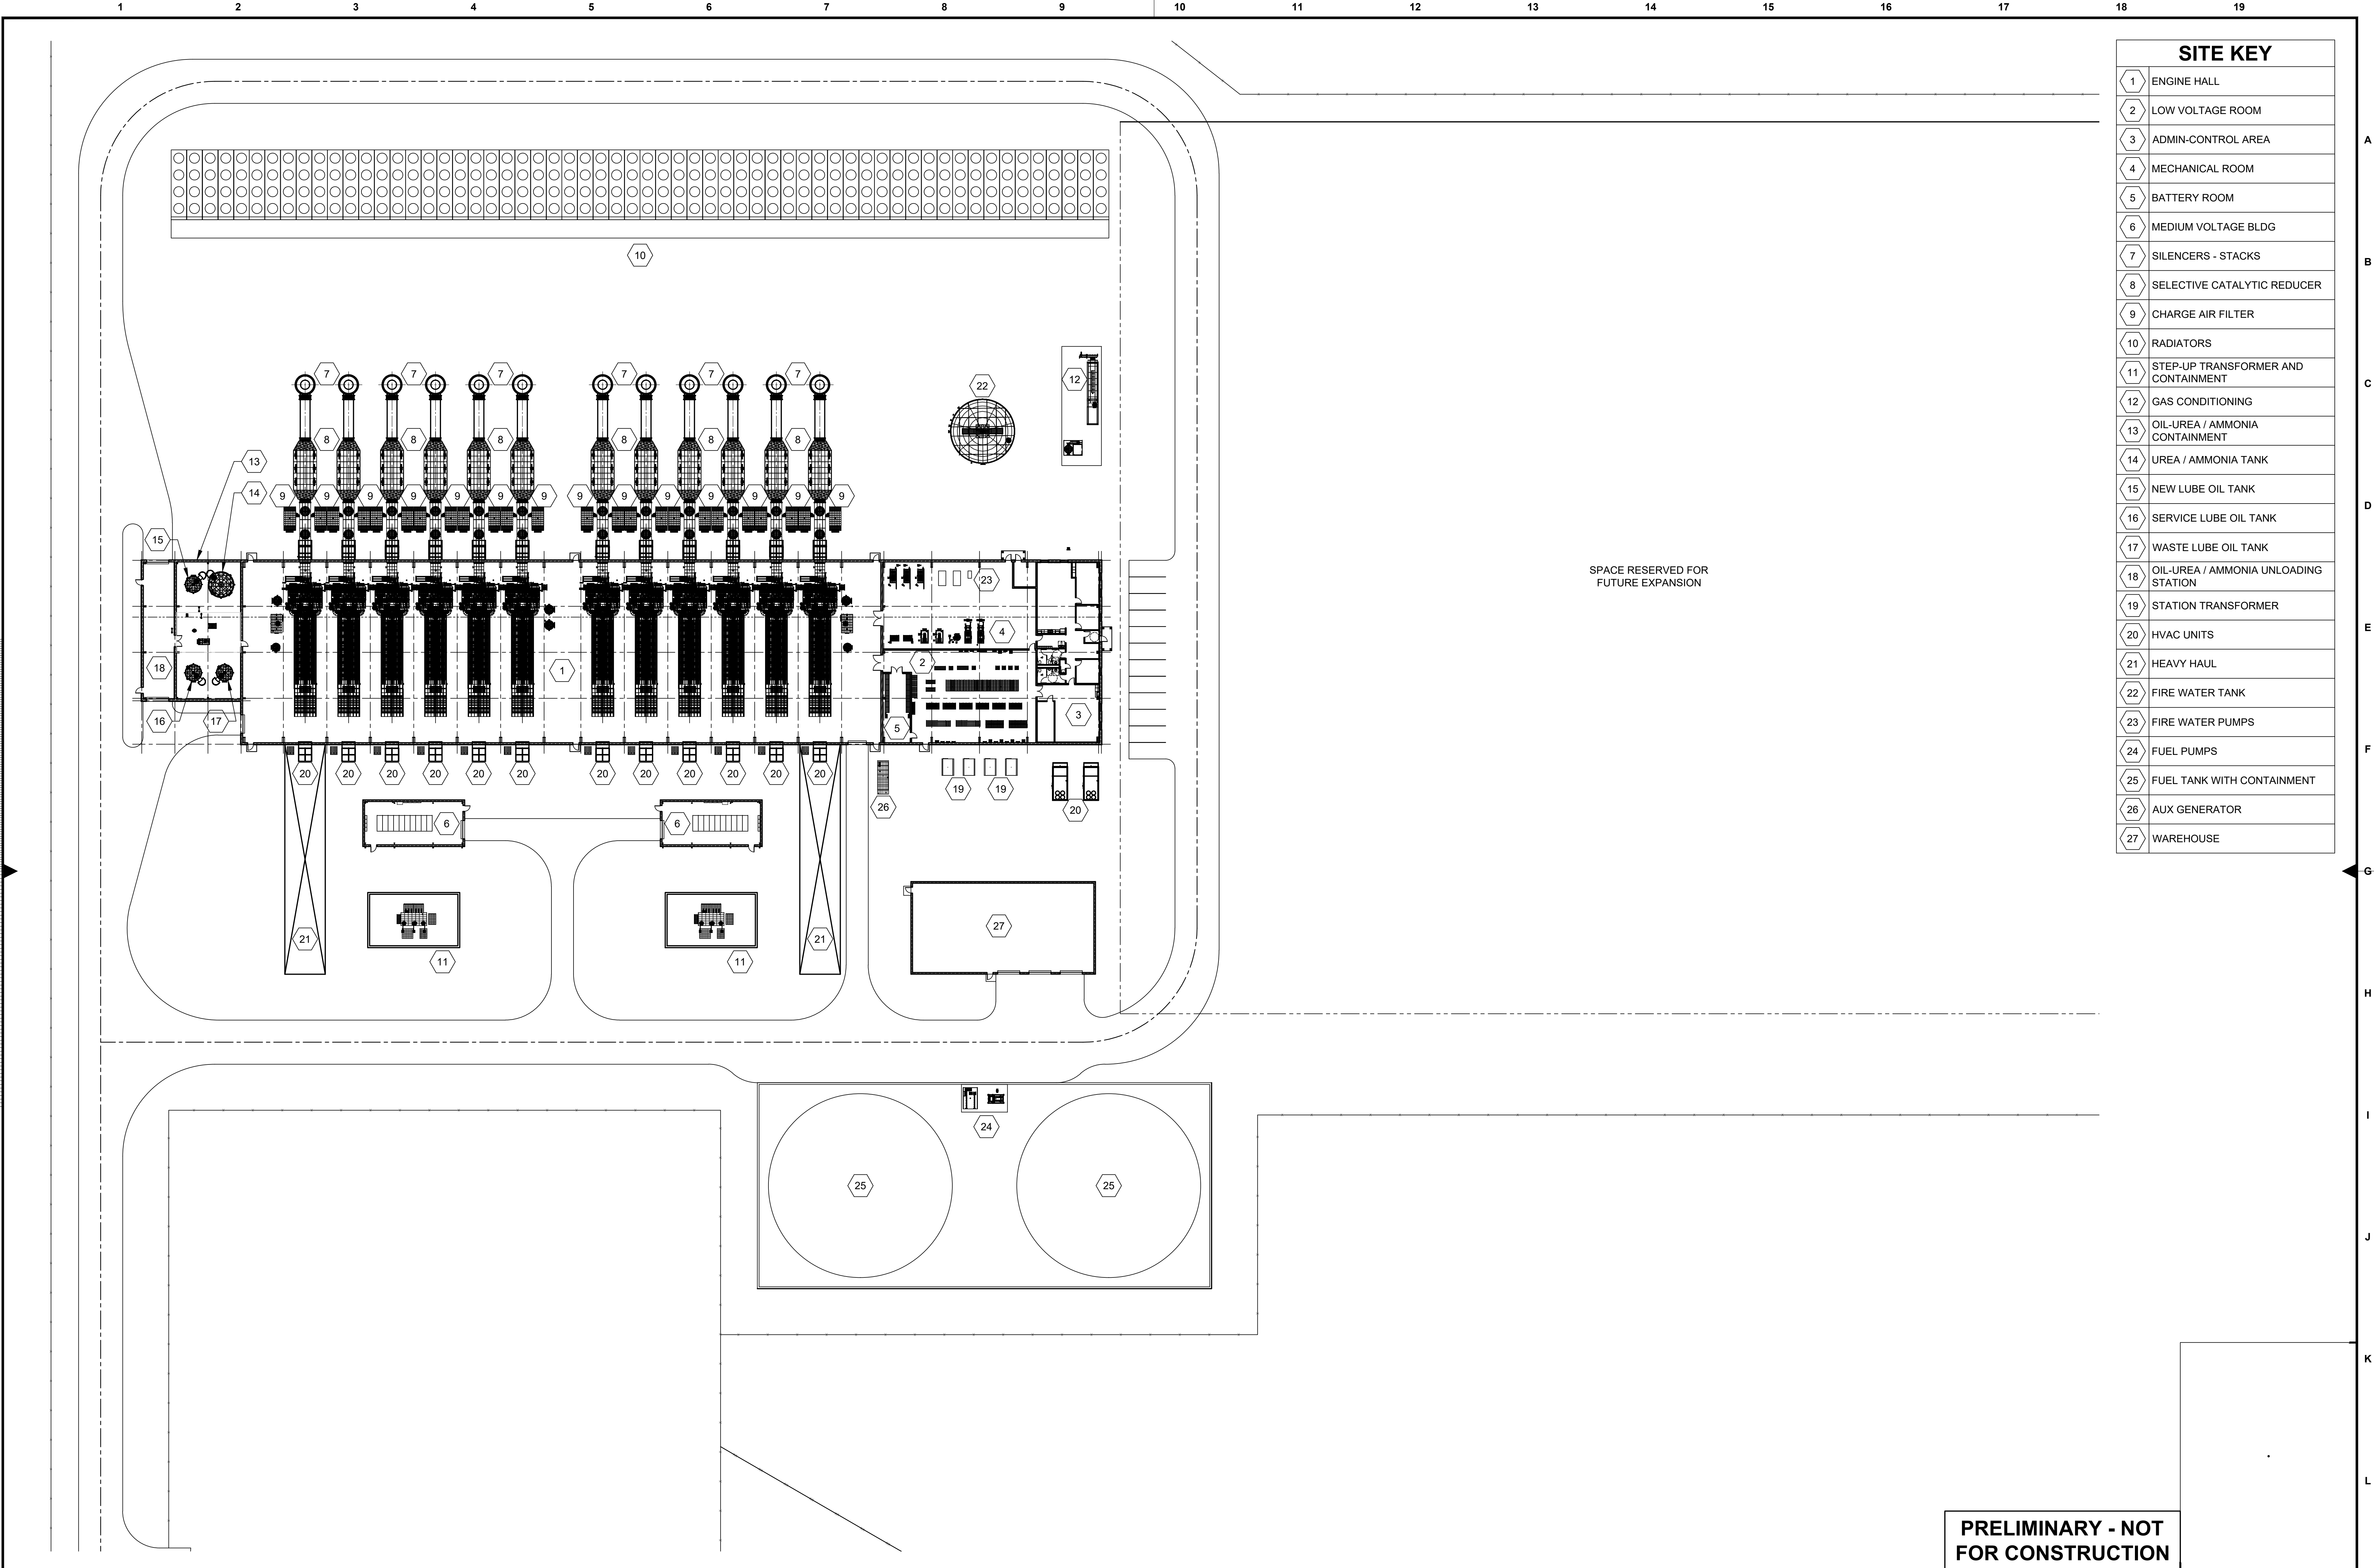 1 2 3 4 5 6 7 8 9 10 11 12 13 14 15 16 17 18 19
SITE KEY
1 ENGINE HALL
2 LOW VOLTAGE ROOM
3 ADMIN-CONTROL AREA
4 MECHANICAL ROOM
5 BATTERY ROOM
6 MEDIUM VOLTAGE BLDG
7 SILENCERS - STACKS
8 SELECTIVE CATALYTIC REDUCER
9 CHARGE AIR FILTER
10 RADIATORS
11 STEP-UP TRANSFORMER AND
CONTAINMENT
12 GAS CONDITIONING
13 OIL-UREA / AMMONIA
CONTAINMENT
14 UREA / AMMONIA TANK
15 NEW LUBE OIL TANK
16 SERVICE LUBE OIL TANK
17 WASTE LUBE OIL TANK
18 OIL-UREA / AMMONIA UNLOADING
STATION
19 STATION TRANSFORMER
20 HVAC UNITS
21 HEAVY HAUL
22 FIRE WATER TANK
23 FIRE WATER PUMPS
24 FUEL PUMPS
25 FUEL TANK WITH CONTAINMENT
26 AUX GENERATOR
27 WAREHOUSE
A
B
C
D
E
F
G
H
I
J
K
L
10
7 7 7 7 7 7
22
12
8 8 8 8 8 8
13
14
9 9 9 9 9 9 9 9 9 9 9 9 9 9
15
23
SPACE RESERVED FOR
FUTURE EXPANSION
4
18
1
2
16
17
5
3
20 20 20 20 20 20 20 20 20 20 20 20
19 19
26
20
6 6
21
21
27
11 11
24
25 25
PRELIMINARY - NOT
FOR CONSTRUCTION